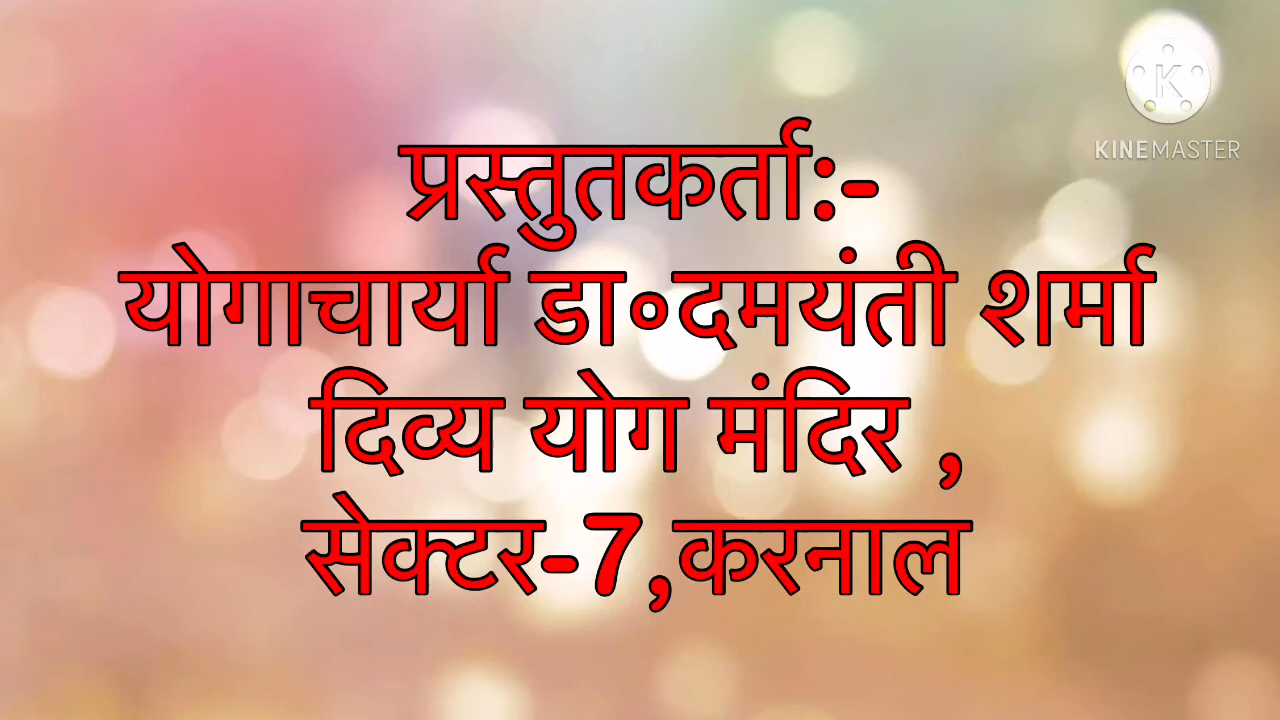 K
KINEMASTER
प्रस्तुतकर्ता:-
योगाचार्या डा॰दमयंती शर्मा
दिव्य योग मंदिर ,
सेक्टर-7,करनाल